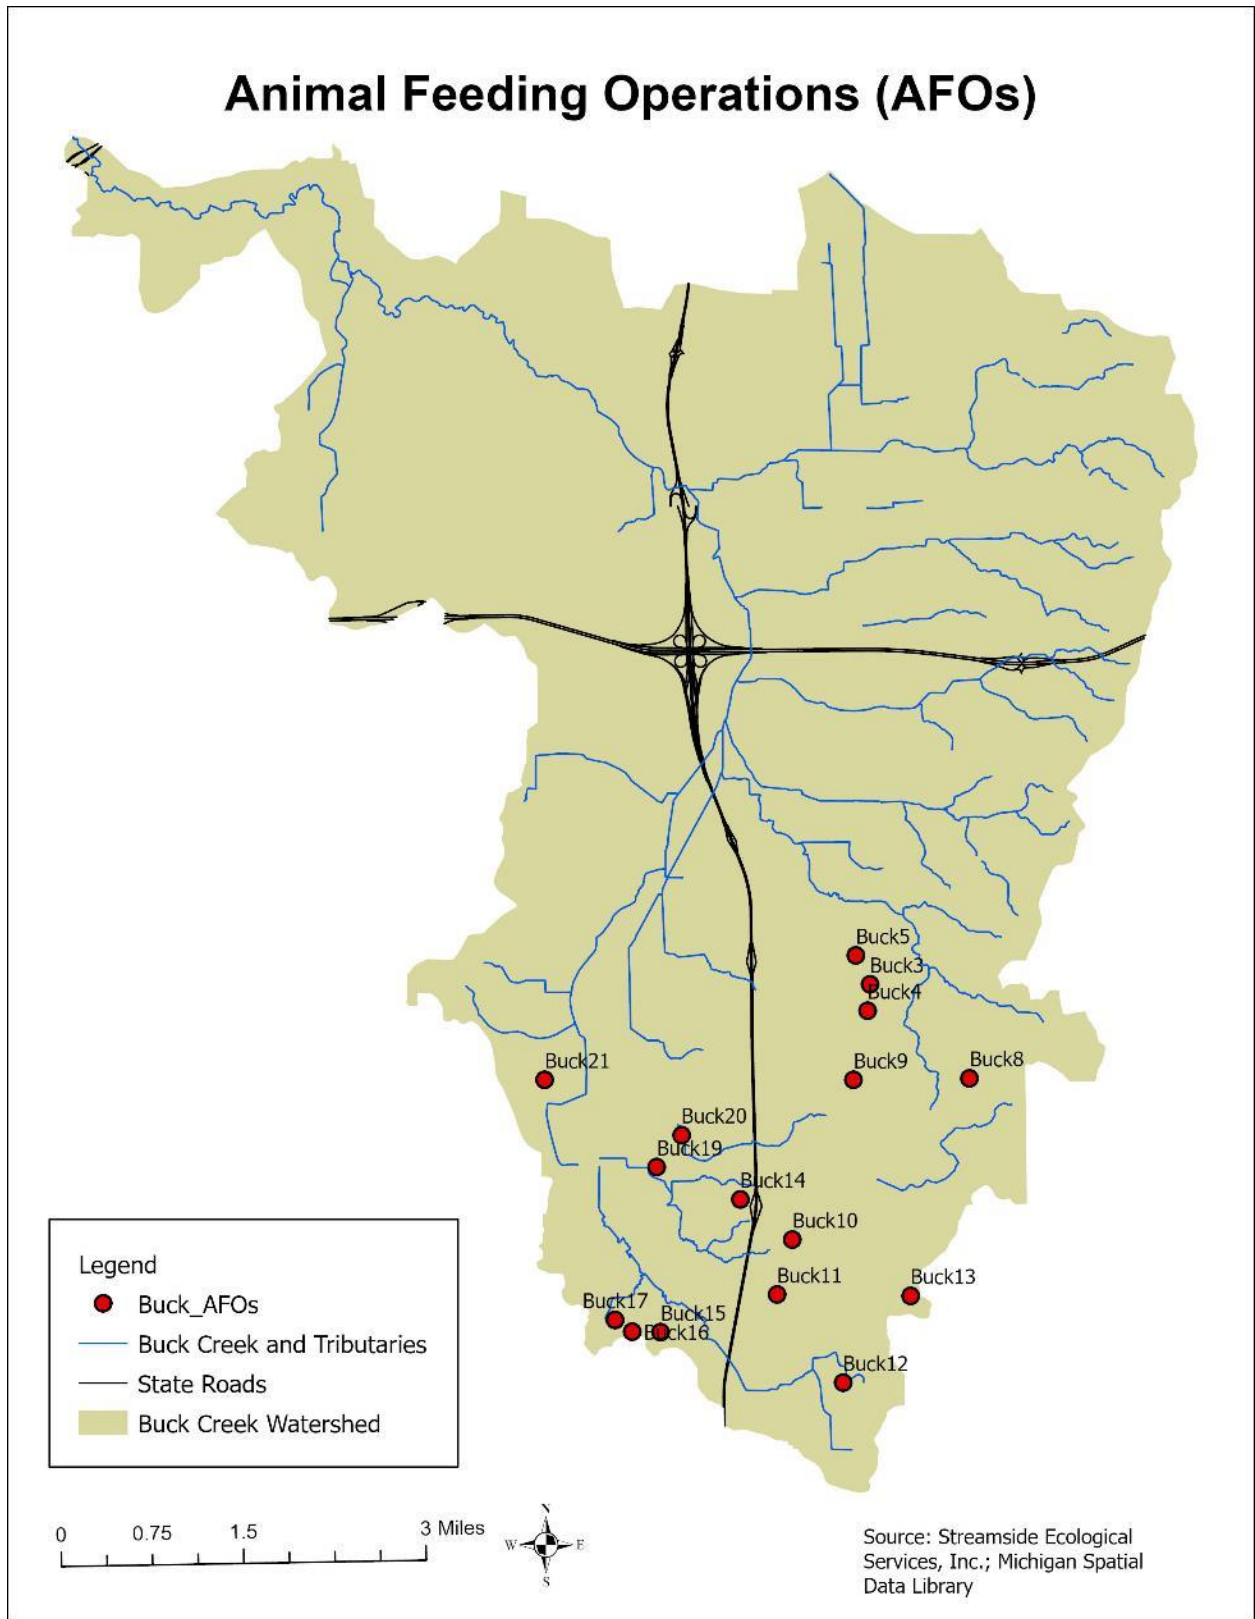 Animal Feeding Operations (AFOs)
Buck5
Buck3
Buck4
Buck21
Buck9
Buck8
Buck20
Buck19
Buck14
Buck10
Buck11
Buck13
Buck17
Buck15
Buck16
Buck12
Legend
Buck_AFOs
Buck Creek and Tributaries
State Roads
Buck Creek Watershed
0 0.75 1.5 3 Miles
N
W E
S
Source: Streamside Ecological
Services, Inc.; Michigan Spatial
Data Library